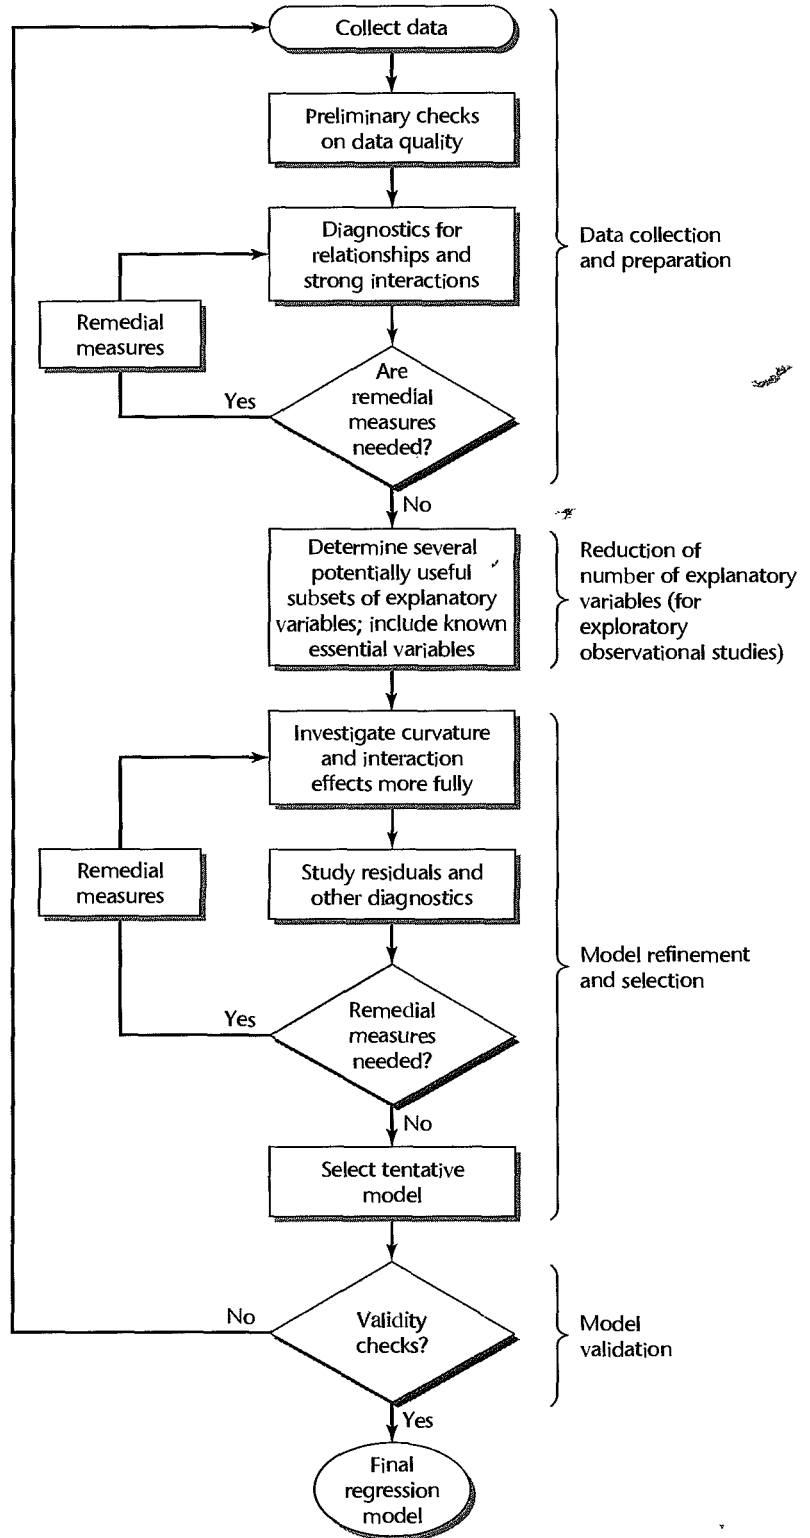 Collect data
Preliminary checks
on data quality
Diagnostics for
relationships and
strong interactions
Data collection
and preparation
Remedial
measures
Are
remedial
measures
needed?
Yes
No
Determine several
potentially useful
subsets of explanatory
variables; include known
essential variables
Reduction of
number of explanatory
variables (for
exploratory
observational studies)
Investigate curvature
and interaction
effects more fully
Remedial
measures
Study residuals and
other diagnostics
Model refinement
and selection
Yes
Remedial
measures
needed?
No
Select tentative
model
No
Validity
checks?
Model
validation
Yes
Final
regression
model